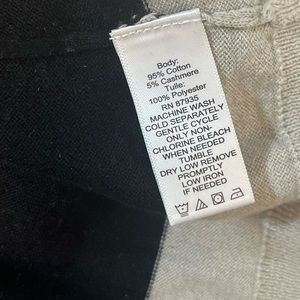 Body:
95% Cotton
5% Cashmere
Tulle:
100% Polyester
RN 87935
MACHINE WASH
COLD SEPARATELY
GENTLE CYCLE
ONLY NON-
CHLORINE BLEACH
WHEN NEEDED
TUMBLE
DRY LOW REMOVE
PROMPTLY
LOW IRON
IF NEEDED